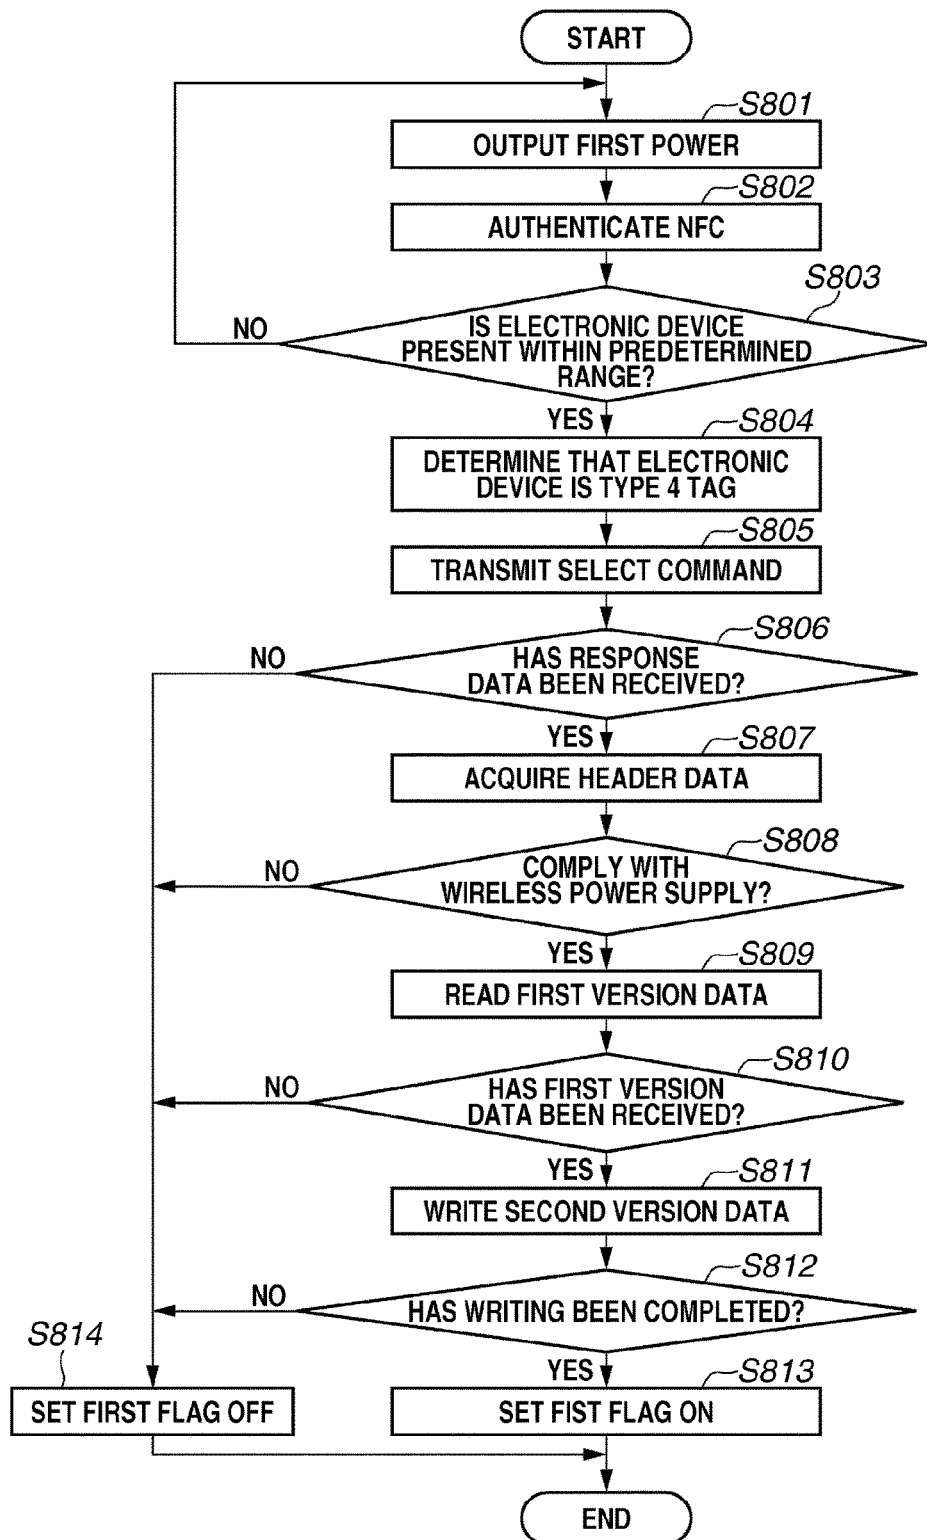 START
S801
OUTPUT FIRST POWER
S802
AUTHENTICATE NFC
S803
IS ELECTRONIC DEVICE
PRESENT WITHIN PREDETERMINED
RANGE?
NO
YES
S804
DETERMINE THAT ELECTRONIC
DEVICE IS TYPE 4 TAG
S805
TRANSMIT SELECT COMMAND
S806
HAS RESPONSE
DATA BEEN RECEIVED?
NO
YES
S807
ACQUIRE HEADER DATA
S808
COMPLY WITH
WIRELESS POWER SUPPLY?
NO
YES
S809
READ FIRST VERSION DATA
S810
HAS FIRST VERSION
DATA BEEN RECEIVED?
NO
YES
S811
WRITE SECOND VERSION DATA
S812
HAS WRITING BEEN COMPLETED?
NO
YES
S814
SET FIRST FLAG OFF
S813
SET FIST FLAG ON
END